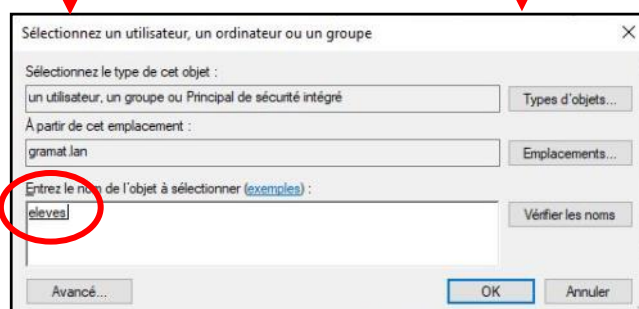 Sélectionnez un utilisateur, un ordinateur ou un groupe
Sélectionnez le type de cet objet :
un utilisateur, un groupe ou Principal de sécurité intégré
Types d'objets...
À partir de cet emplacement :
gramat.lan
Emplacements...
Entrez le nom de l'objet à sélectionner (exemples) :
eleves
Vérifier les noms
Avancé...
OK
Annuler